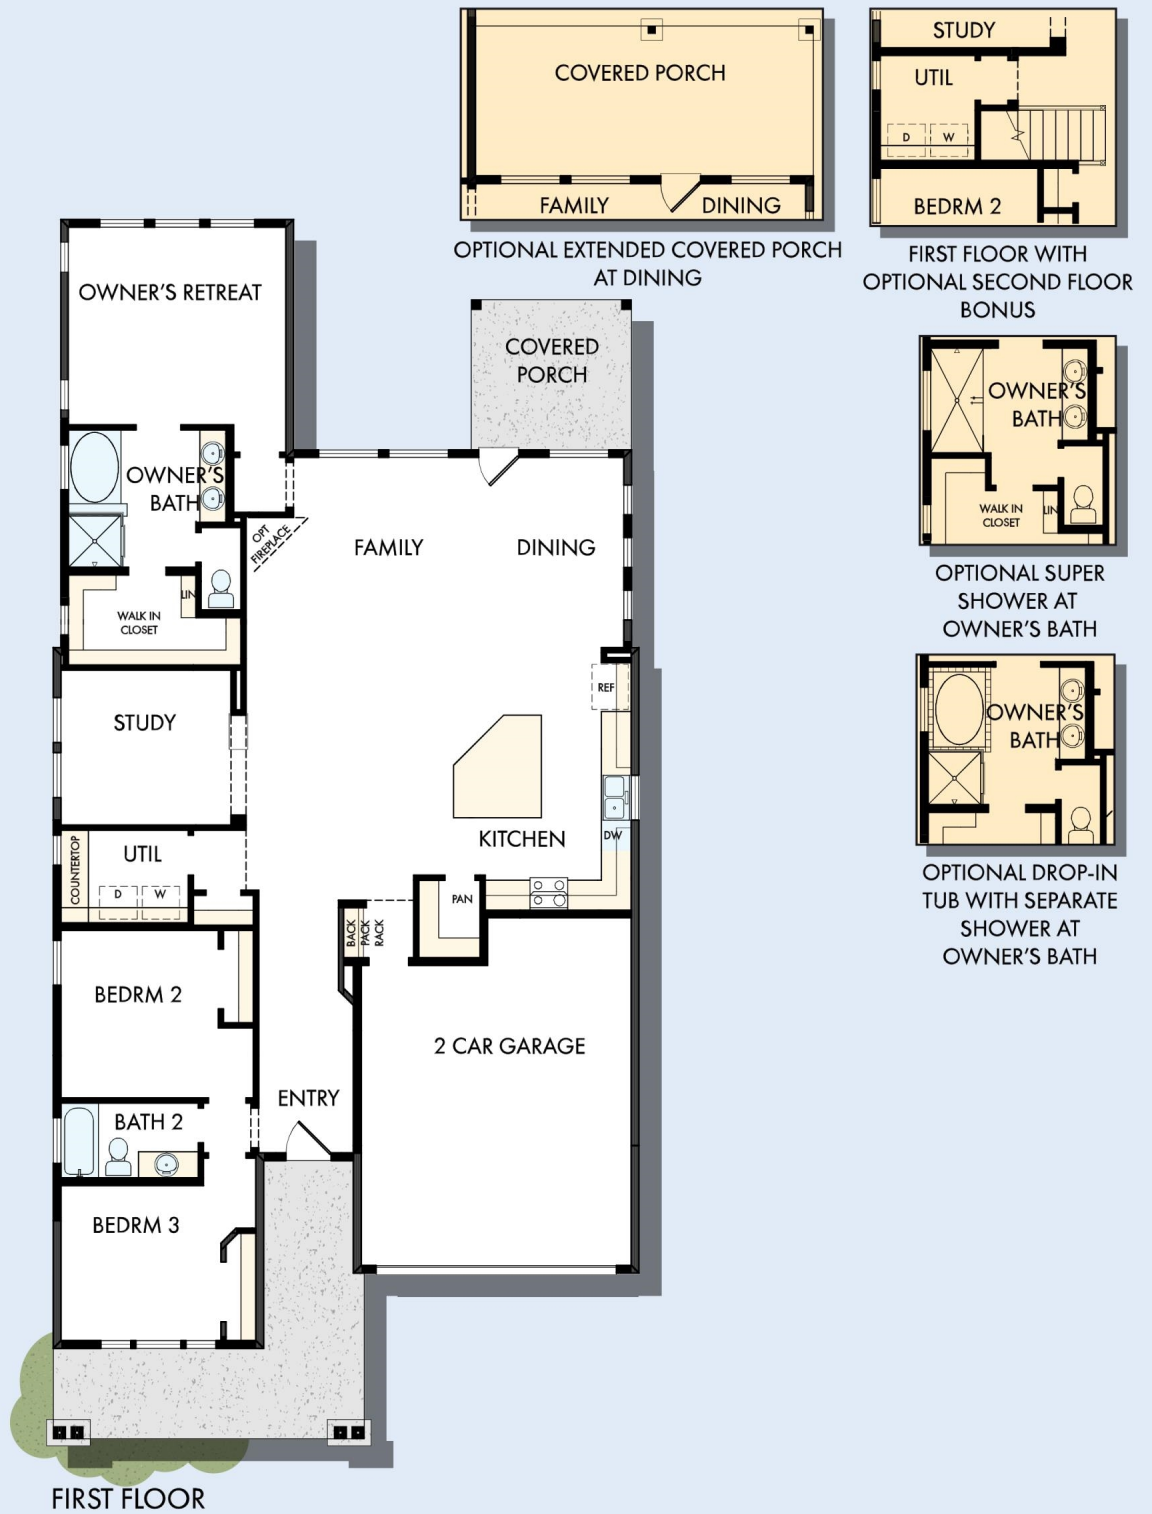 COVERED PORCH
FAMILY
DINING
OPTIONAL EXTENDED COVERED PORCH
AT DINING
STUDY
UTIL
D
W
BEDRM 2
FIRST FLOOR WITH
OPTIONAL SECOND FLOOR
BONUS
OWNER'S RETREAT
COVERED
PORCH
OWNER'S
BATH
OPT
FIREPLACE
FAMILY
DINING
LIN
WALK IN
CLOSET
OWNER'S
BATH
WALK IN
CLOSET
LIN
OPTIONAL SUPER
SHOWER AT
OWNER'S BATH
REF
STUDY
KITCHEN
DW
OWNER'S
BATH
OPTIONAL DROP-IN
TUB WITH SEPARATE
SHOWER AT
OWNER'S BATH
COUNTERTOP
UTIL
D
W
PAN
BACK
PACK
RACK
BEDRM 2
2 CAR GARAGE
ENTRY
BATH 2
BEDRM 3
FIRST FLOOR